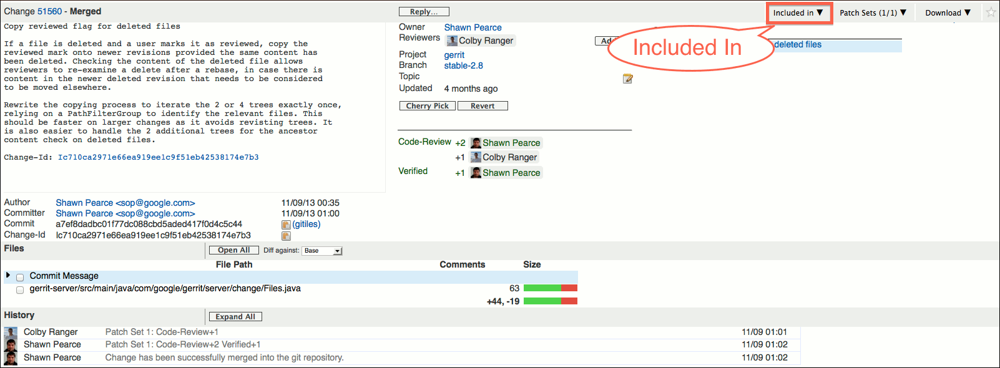 Change 51560 - Merged
Reply...
Included in ▼
Patch Sets (1/1) ▼
Download ▼
Copy reviewed flag for deleted files
If a file is deleted and a user marks it as reviewed, copy the
reviewed mark onto newer revisions provided the same content has
been deleted. Checking the content of the deleted file allows
reviewers to re-examine a delete after a rebase, in case there is
content in the newer deleted revision that needs to be considered
to be moved elsewhere.
Rewrite the copying process to iterate the 2 or 4 trees exactly once,
relying on a PathFilterGroup to identify the relevant files. This
should be faster on larger changes as it avoids revisting trees. It
is also easier to handle the 2 additional trees for the ancestor
content check on deleted files.
Change-Id: Ic710ca2971e66ea919ee1c9f51eb42538174e7b3
Owner Shawn Pearce
Reviewers Colby Ranger
Project gerrit
Branch stable-2.8
Topic
Updated 4 months ago
Cherry Pick Revert
Included In
deleted files
Code-Review +2 Shawn Pearce
+1 Colby Ranger
Verified +1 Shawn Pearce
Author Shawn Pearce <sop@google.com> 11/09/13 00:35
Committer Shawn Pearce <sop@google.com> 11/09/13 01:00
Commit a7ef8dadbc01f77dc088cbd5aded417f0d4c5c44 (gitiles)
Change-Id Ic710ca2971e66ea919ee1c9f51eb42538174e7b3
Files Open All Diff against: Base
File Path Comments Size
Commit Message
gerrit-server/src/main/java/com/google/gerrit/server/change/Files.java 63
+44, -19
History Expand All
Colby Ranger Patch Set 1: Code-Review+1 11/09 01:01
Shawn Pearce Patch Set 1: Code-Review+2 Verified+1 11/09 01:02
Shawn Pearce Change has been successfully merged into the git repository. 11/09 01:02